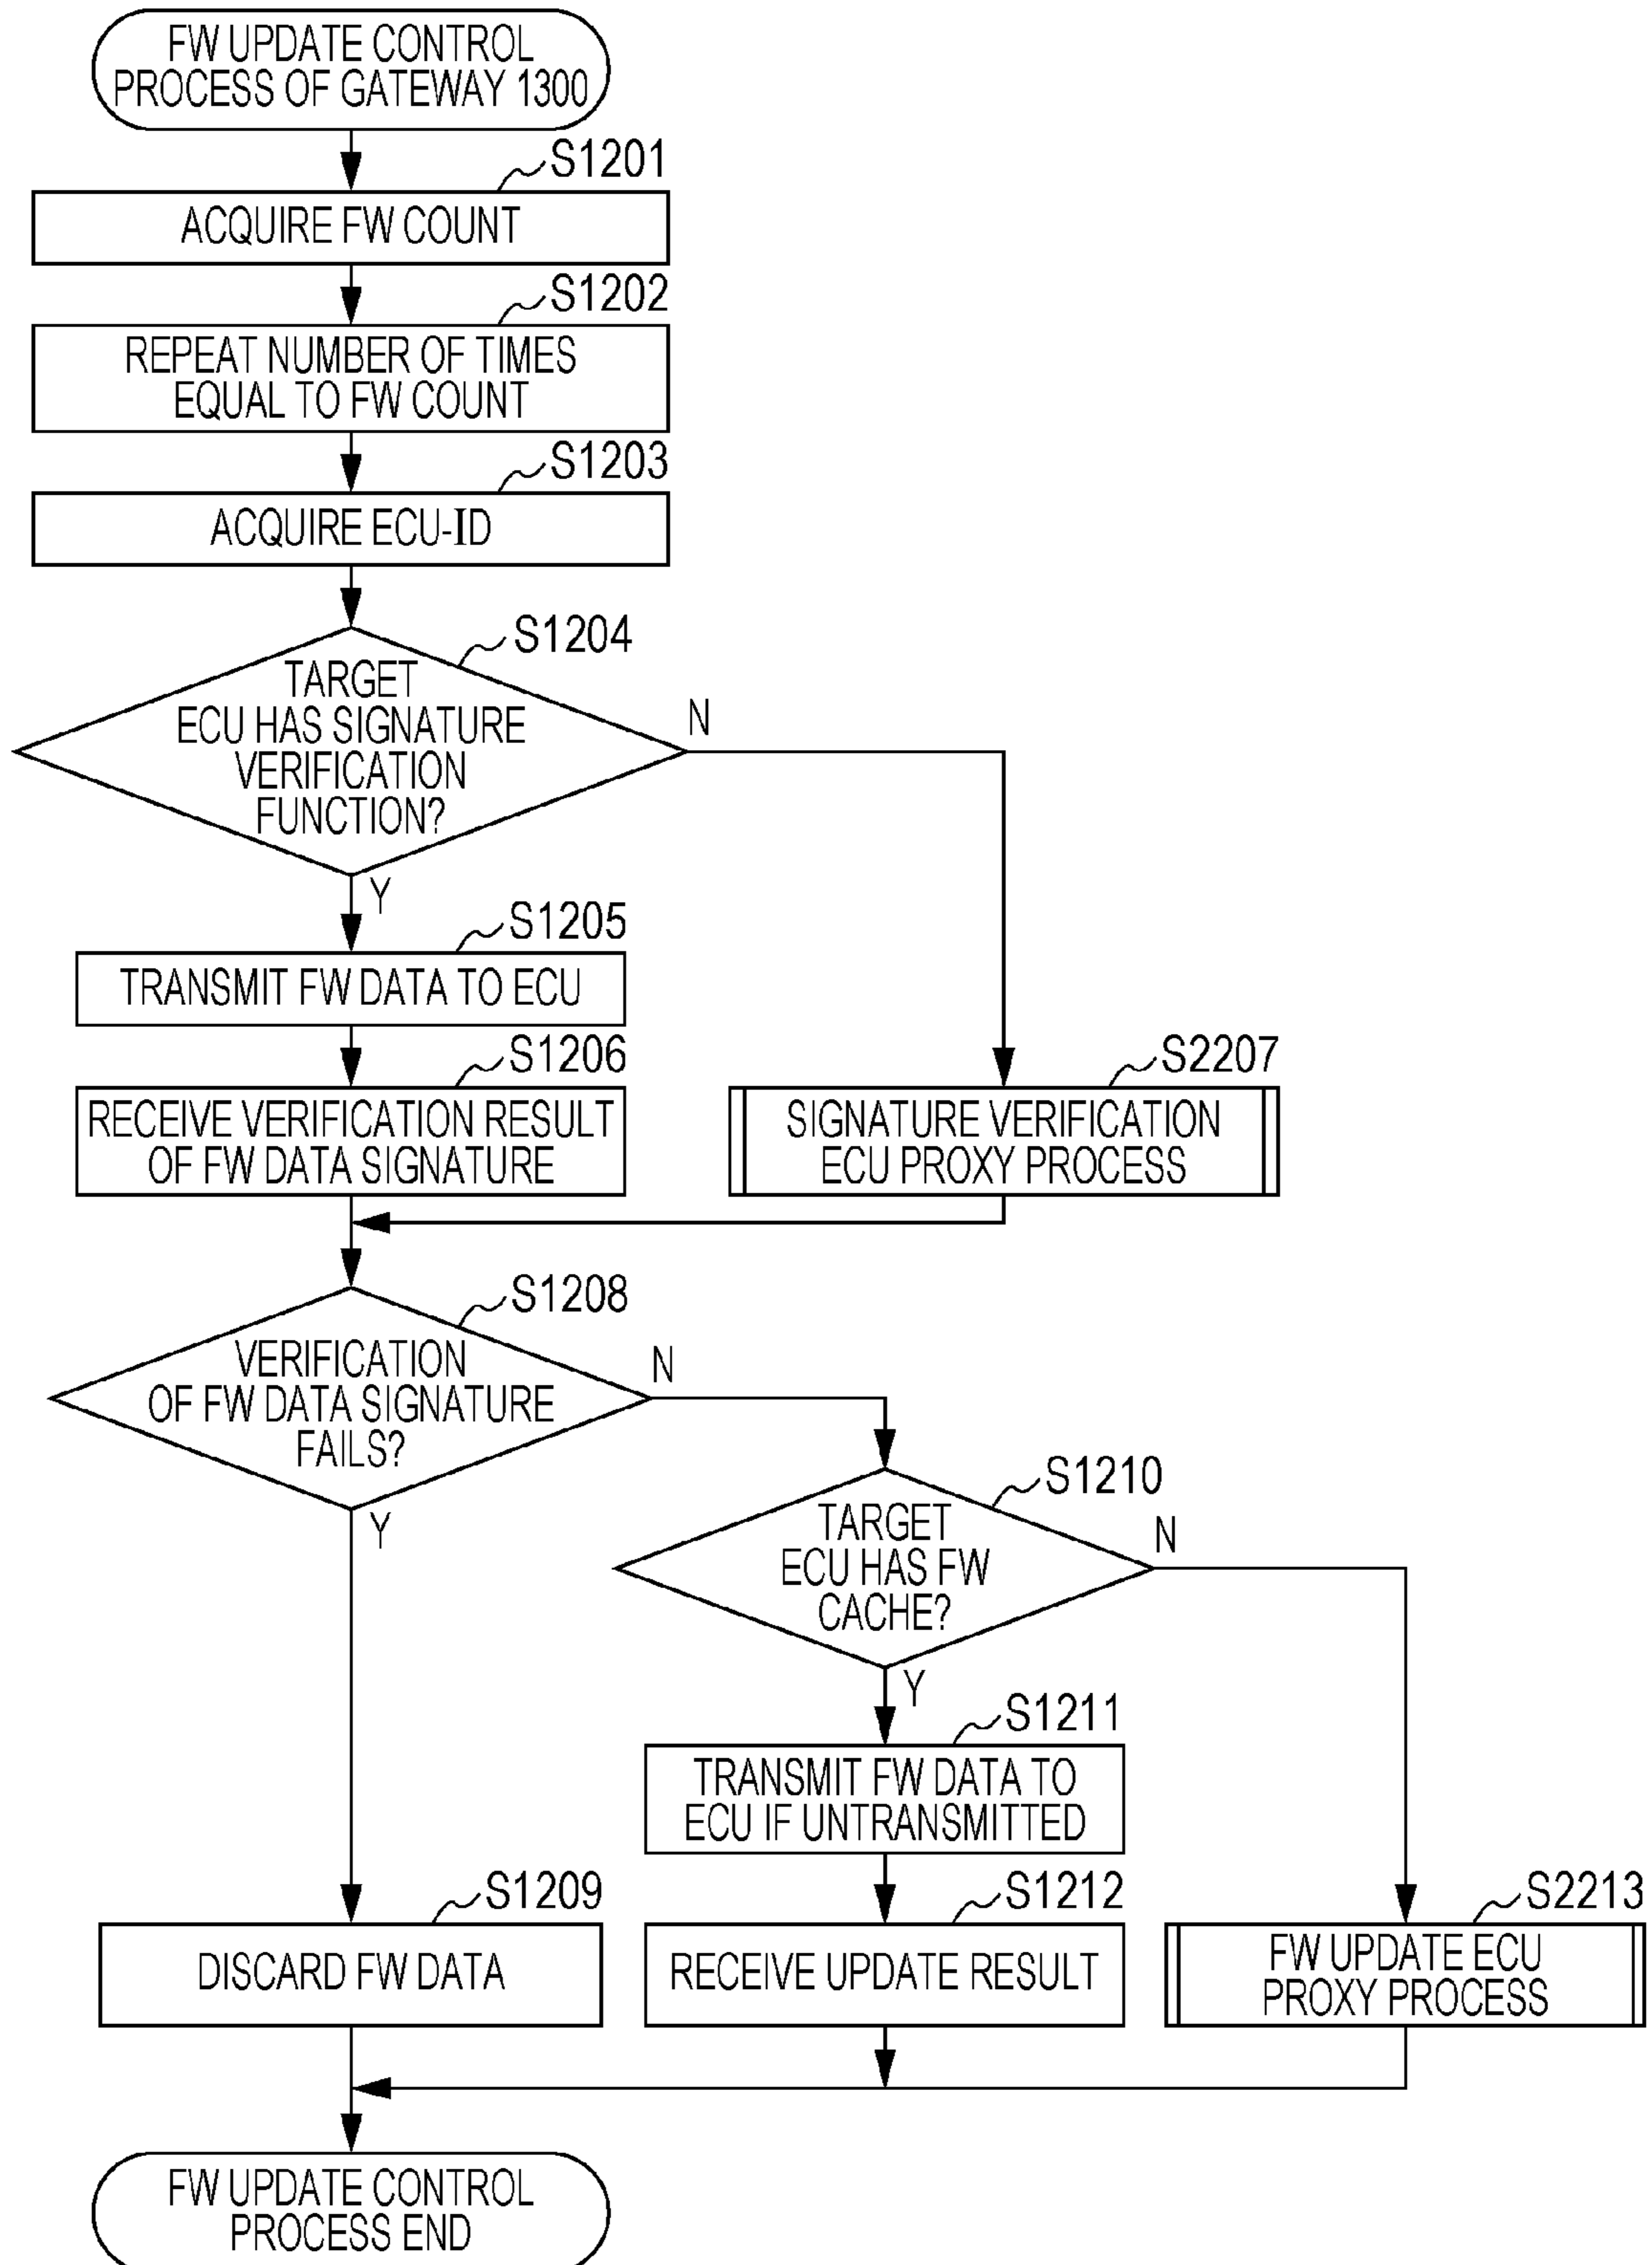 FW UPDATE CONTROL
PROCESS OF GATEWAY 1300
S1201
ACQUIRE FW COUNT
S1202
REPEAT NUMBER OF TIMES
EQUAL TO FW COUNT
S1203
ACQUIRE ECU-ID
S1204
TARGET
ECU HAS SIGNATURE
VERIFICATION
FUNCTION?
N
Y
S1205
TRANSMIT FW DATA TO ECU
S1206
RECEIVE VERIFICATION RESULT
OF FW DATA SIGNATURE
S2207
SIGNATURE VERIFICATION
ECU PROXY PROCESS
S1208
VERIFICATION
OF FW DATA SIGNATURE
FAILS?
N
Y
S1210
TARGET
ECU HAS FW
CACHE?
N
Y
S1211
TRANSMIT FW DATA TO
ECU IF UNTRANSMITTED
S1209
DISCARD FW DATA
S1212
RECEIVE UPDATE RESULT
S2213
FW UPDATE ECU
PROXY PROCESS
FW UPDATE CONTROL
PROCESS END